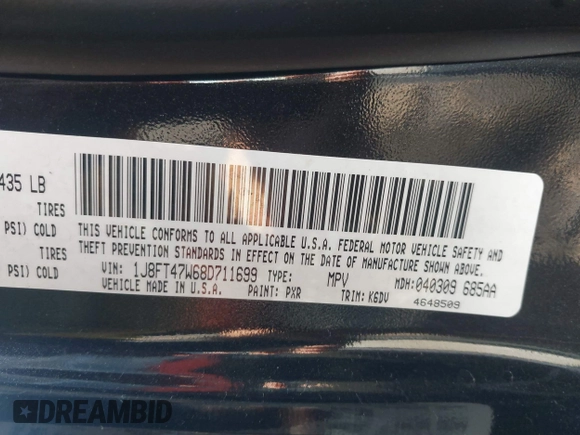 435 LB
TIRES
PSI) COLD
TIRES
PSI) COLD
THIS VEHICLE CONFORMS TO ALL APPLICABLE U.S.A. FEDERAL MOTOR VEHICLE SAFETY AND
THEFT PREVENTION STANDARDS IN EFFECT ON THE DATE OF MANUFACTURE SHOWN ABOVE.
VIN: 1J8FT47W68D711699 TYPE: MPV MDH: 040309 685AA
VEHICLE MADE IN U.S.A. PAINT: PXR TRIM: K6DV 4648509
DREAMBID